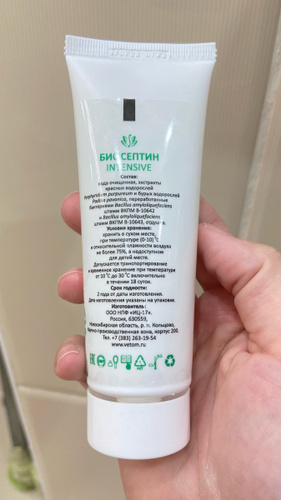 БИОСЕПТИН
INTENSIVE
Состав:
вода очищенная, экстракты
красных водорослей
Porphyridium purpureum и бурых водорослей
Padina pavonica, переработанные
бактериями Bacillus amyloliquefaciens
штамм ВКПМ В-10642
и Bacillus amyloliquefaciens
штамм ВКПМ В-10643, отдушка.
Условия хранения:
хранить в сухом месте,
при температуре (0-10)°С
и относительной влажности воздуха
не более 75%, в недоступном
для детей месте.
Допускается транспортирование
и временное хранение при температуре
от 10°С до 30°С включительно
в течение 18 суток.
Срок годности:
2 года от даты изготовления.
Дата изготовления указаны на упаковке.
Изготовитель:
ООО НПФ «ИЦ-17».
Россия, 630559,
Новосибирская область, р. п. Кольцово,
научно-производственная зона, корпус 200.
Тел. +7 (383) 263-19-54
www.vetom.ru
EAC